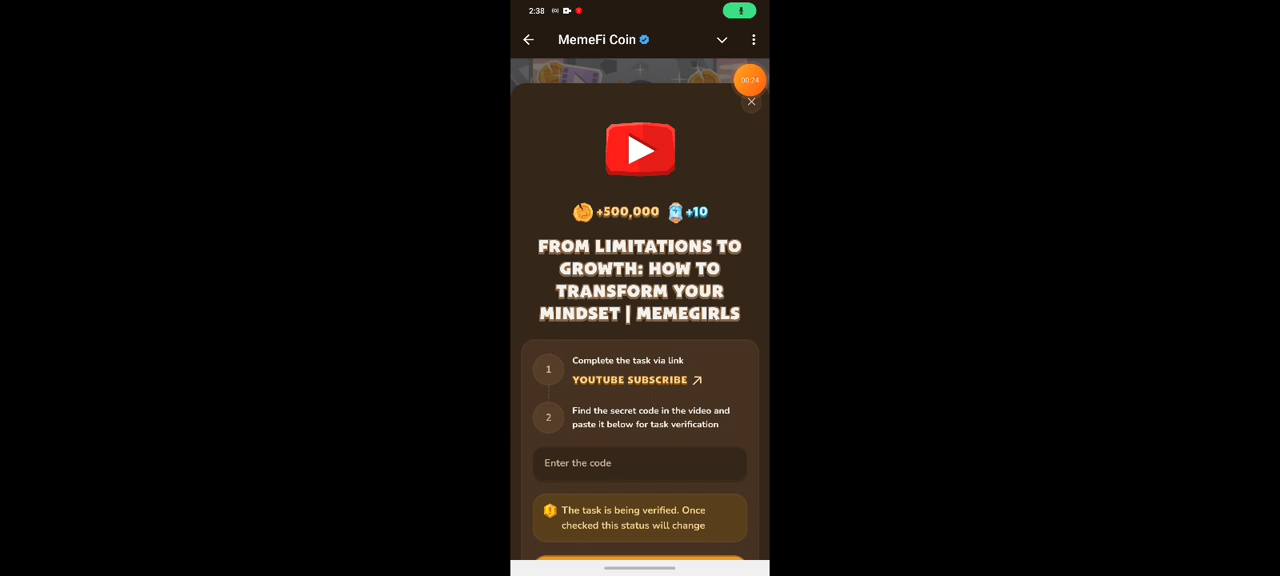 2:38
MemeFi Coin
00:24
+500,000 +10
FROM LIMITATIONS TO
GROWTH: HOW TO
TRANSFORM YOUR
MINDSET | MEMEGIRLS
1 Complete the task via link
YOUTUBE SUBSCRIBE
2 Find the secret code in the video and
paste it below for task verification
Enter the code
The task is being verified. Once
checked this status will change